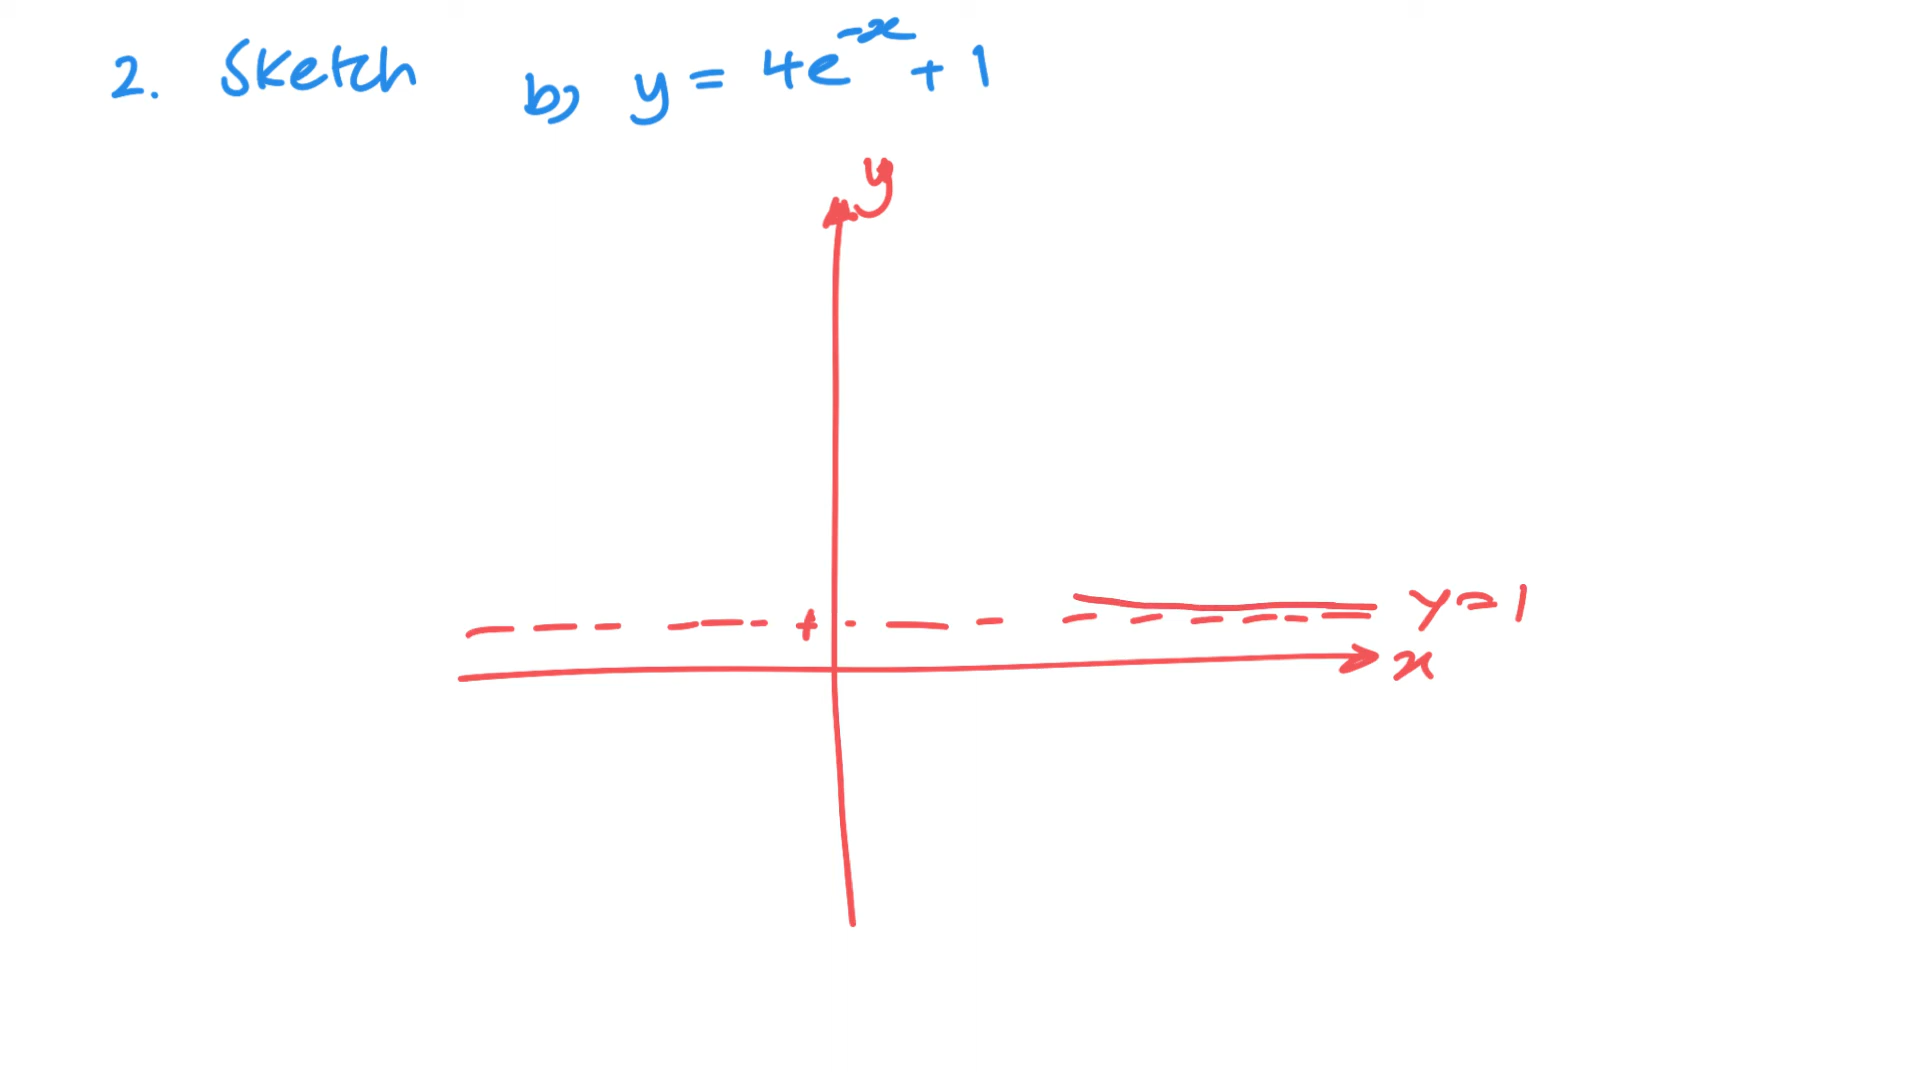 2. Sketch b, y = 4e^{-x} + 1
y
y = 1
x